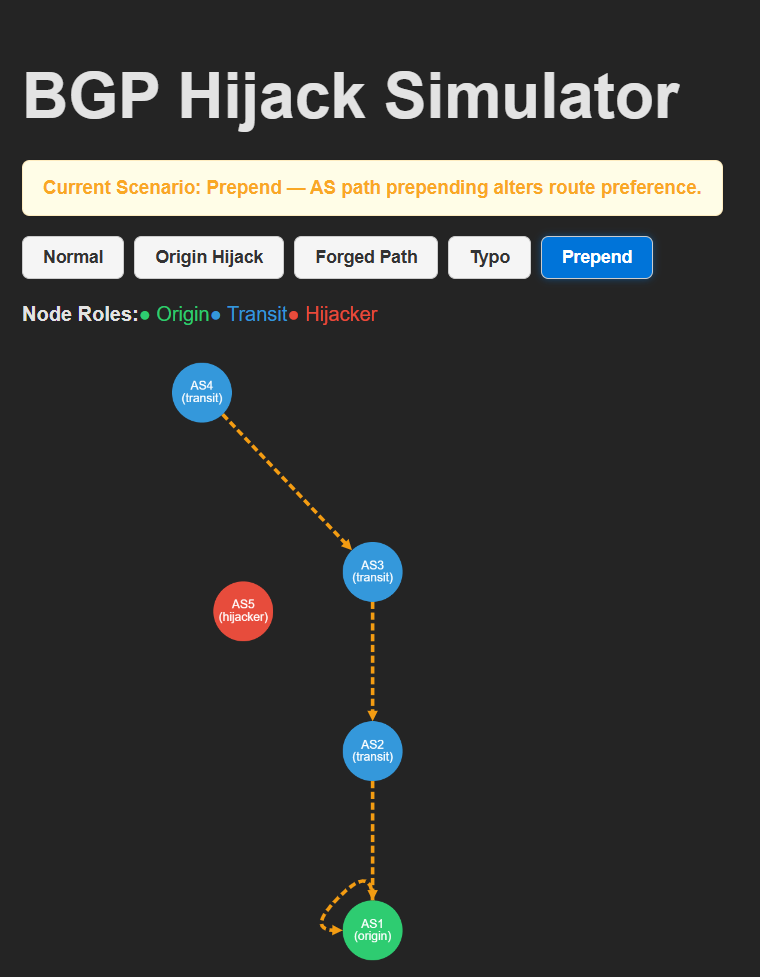 BGP Hijack Simulator
Current Scenario: Prepend — AS path prepending alters route preference.
Normal
Origin Hijack
Forged Path
Typo
Prepend
Node Roles:● Origin● Transit● Hijacker
AS4
(transit)
AS3
(transit)
AS5
(hijacker)
AS2
(transit)
AS1
(origin)